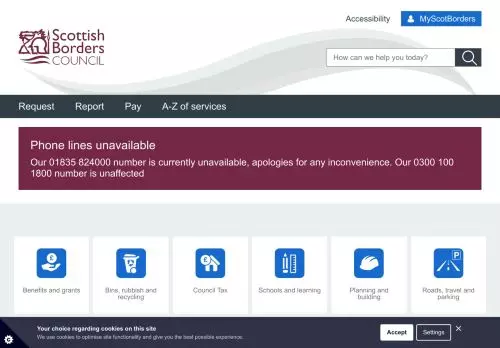 Accessibility
MyScotBorders
Scottish
Borders
COUNCIL
How can we help you today?
Request Report Pay A-Z of services
Phone lines unavailable
Our 01835 824000 number is currently unavailable, apologies for any inconvenience. Our 0300 100
1800 number is unaffected
Benefits and grants
Bins, rubbish and
recycling
Council Tax
Schools and learning
Planning and
building
P
Roads, travel and
parking
Your choice regarding cookies on this site
We use cookies to optimise site functionality and give you the best possible experience.
Accept
Settings
×